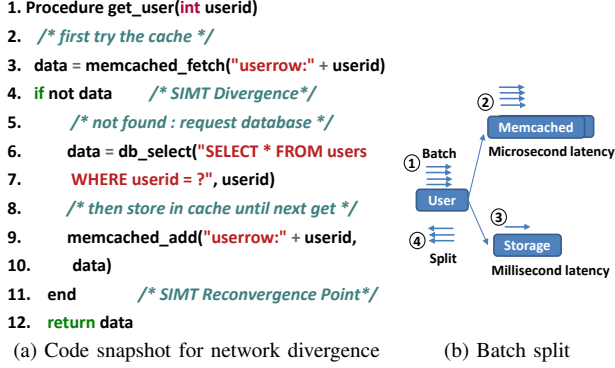 1. Procedure get_user(int userid)
2. /* first try the cache */
3. data = memcached_fetch("userrow:" + userid)
4. if not data /* SIMT Divergence*/
5. /* not found : request database */
6. data = db_select("SELECT * FROM users
7. WHERE userid = ?", userid)
8. /* then store in cache until next get */
9. memcached_add("userrow:" + userid,
10. data)
11. end /* SIMT Reconvergence Point*/
12. return data
(a) Code snapshot for network divergence
2
Memcached
Microsecond latency
1 Batch
User
3
Storage
4
Split
Millisecond latency
(b) Batch split